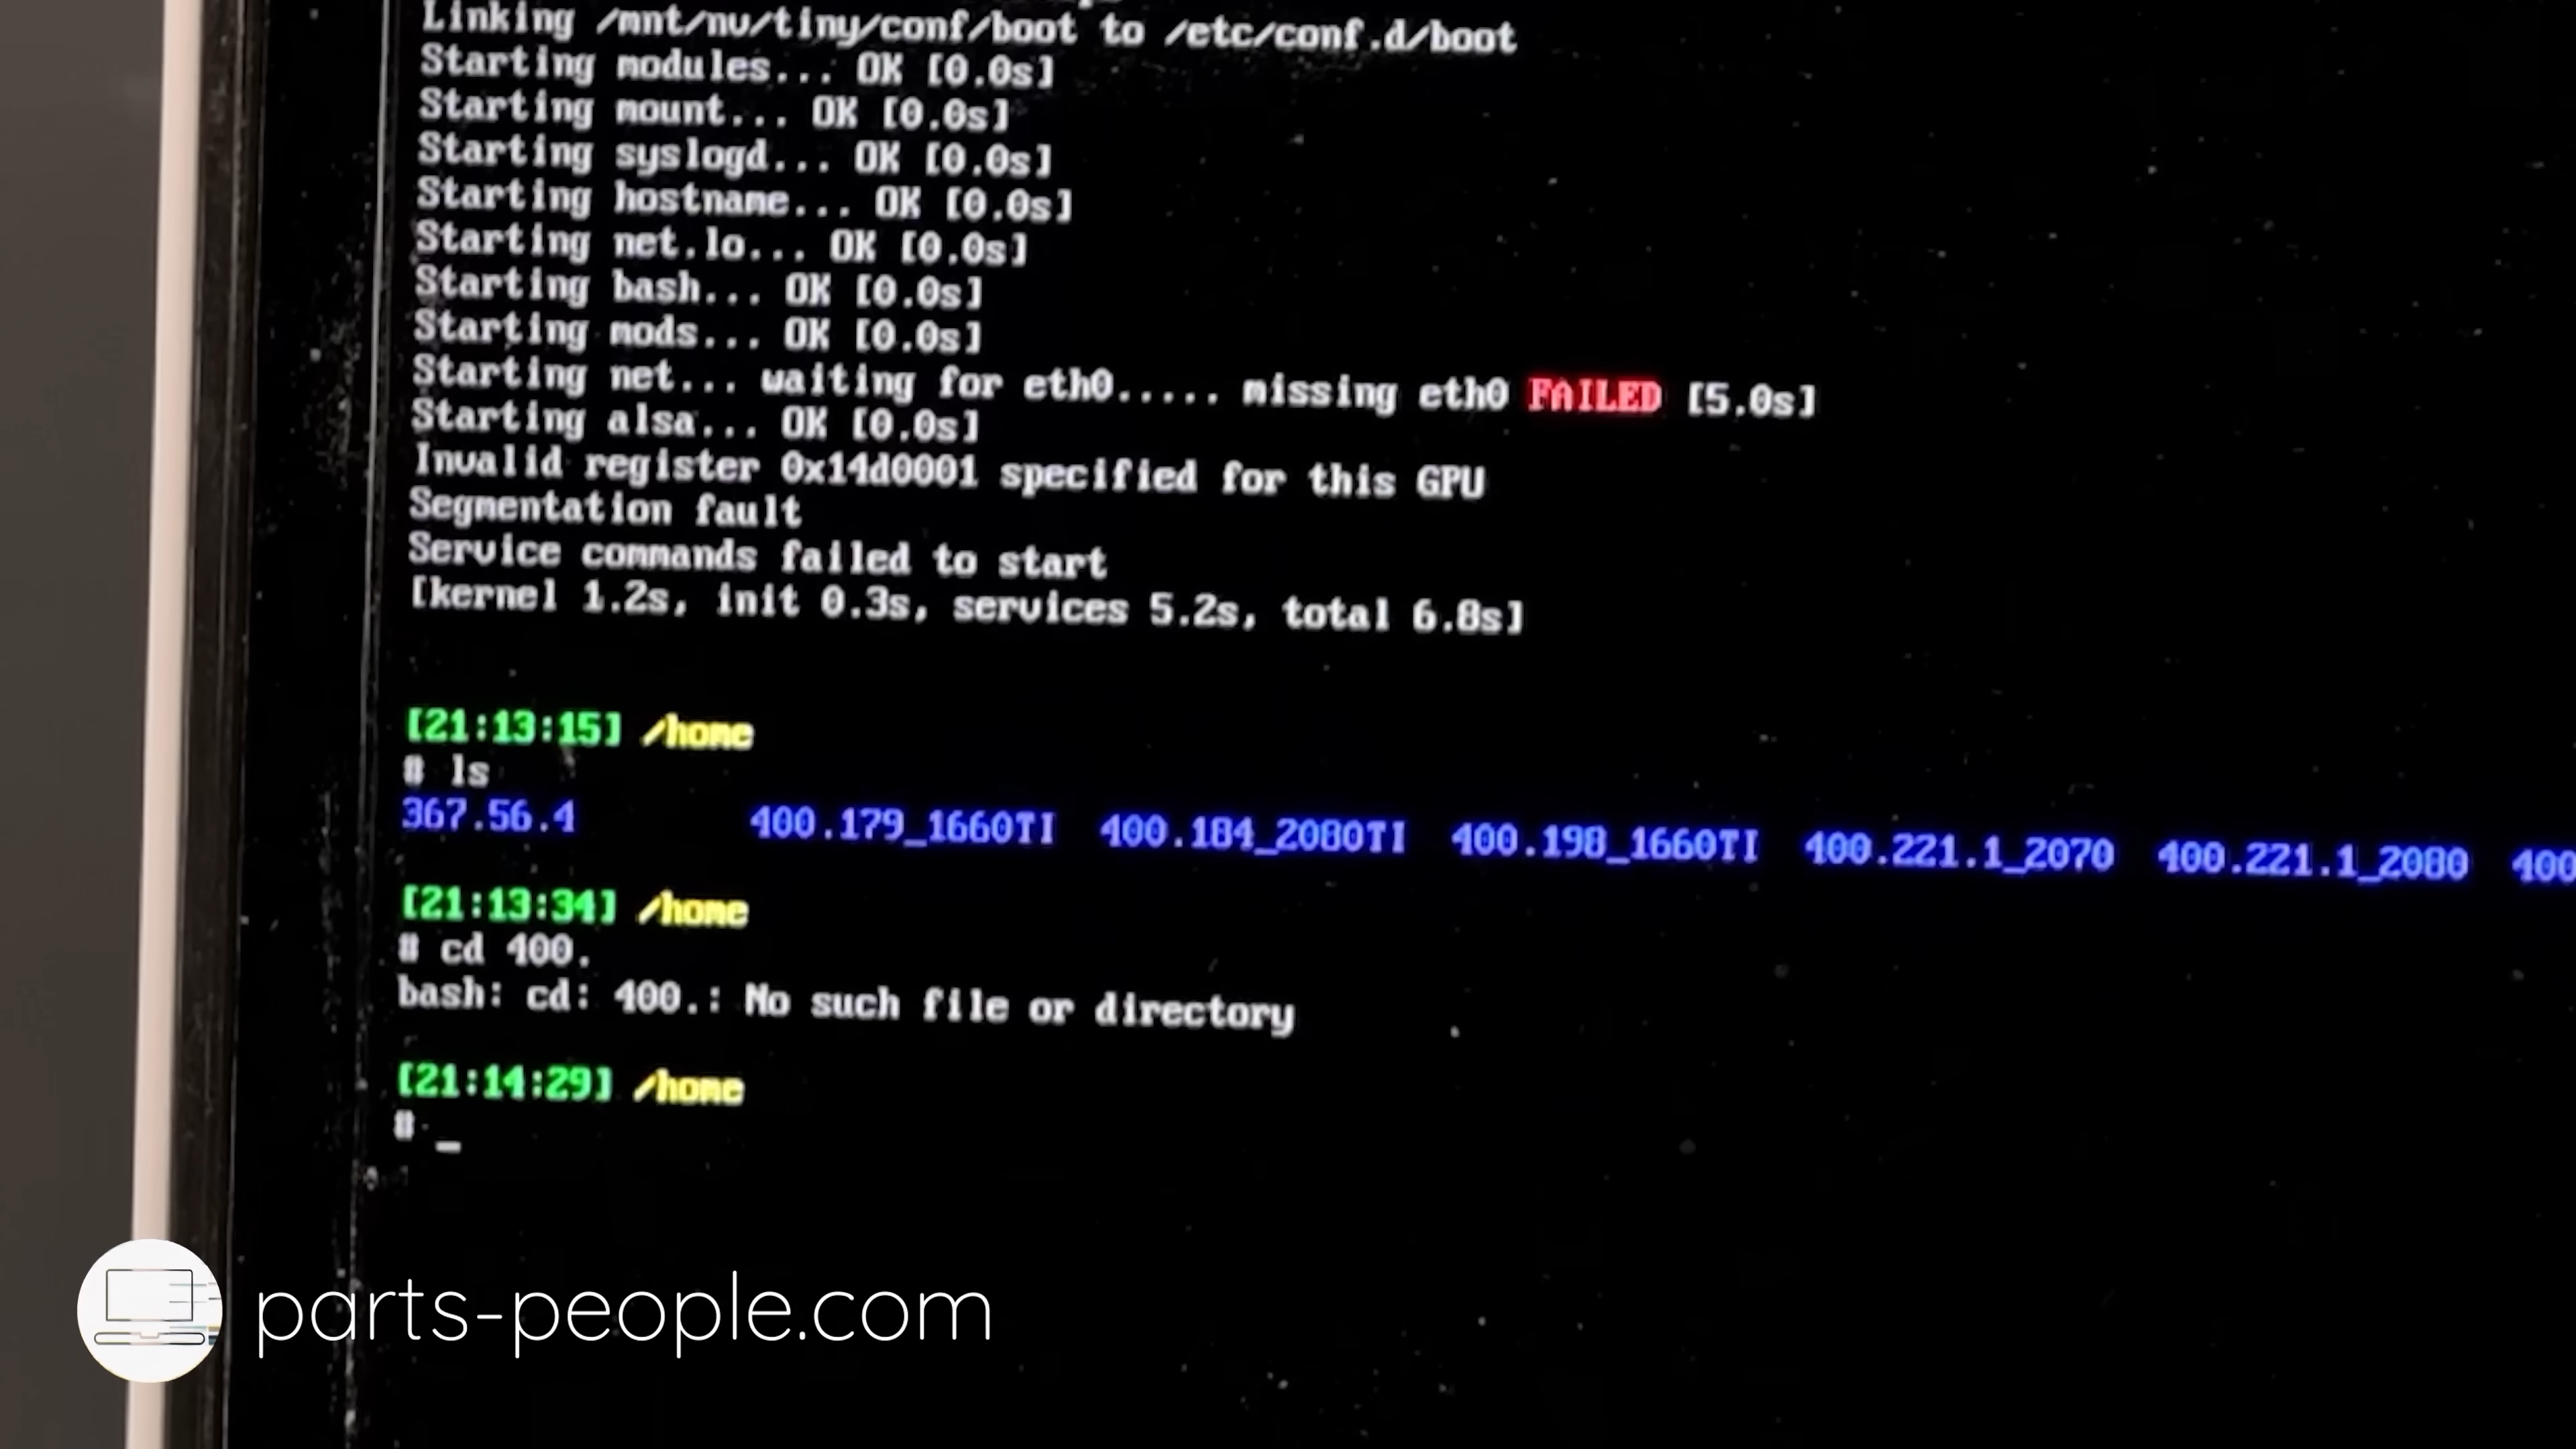 Linking /mnt/nv/tiny/conf/boot to /etc/conf.d/boot
Starting modules... OK [0.0s]
Starting mount... OK [0.0s]
Starting syslogd... OK [0.0s]
Starting hostname... OK [0.0s]
Starting net.lo... OK [0.0s]
Starting bash... OK [0.0s]
Starting mods... OK [0.0s]
Starting net... waiting for eth0..... missing eth0 FAILED [5.0s]
Starting alsa... OK [0.0s]
Invalid register 0x14d0001 specified for this GPU
Segmentation fault
Service commands failed to start
[kernel 1.2s, init 0.3s, services 5.2s, total 6.8s]
[21:13:15] /home
# ls
367.56.4 400.179_1660TI 400.184_2080TI 400.198_1660TI 400.221.1_2070 400.221.1_2080 400
[21:13:34] /home
# cd 400.
bash: cd: 400.: No such file or directory
[21:14:29] /home
# _
parts-people.com